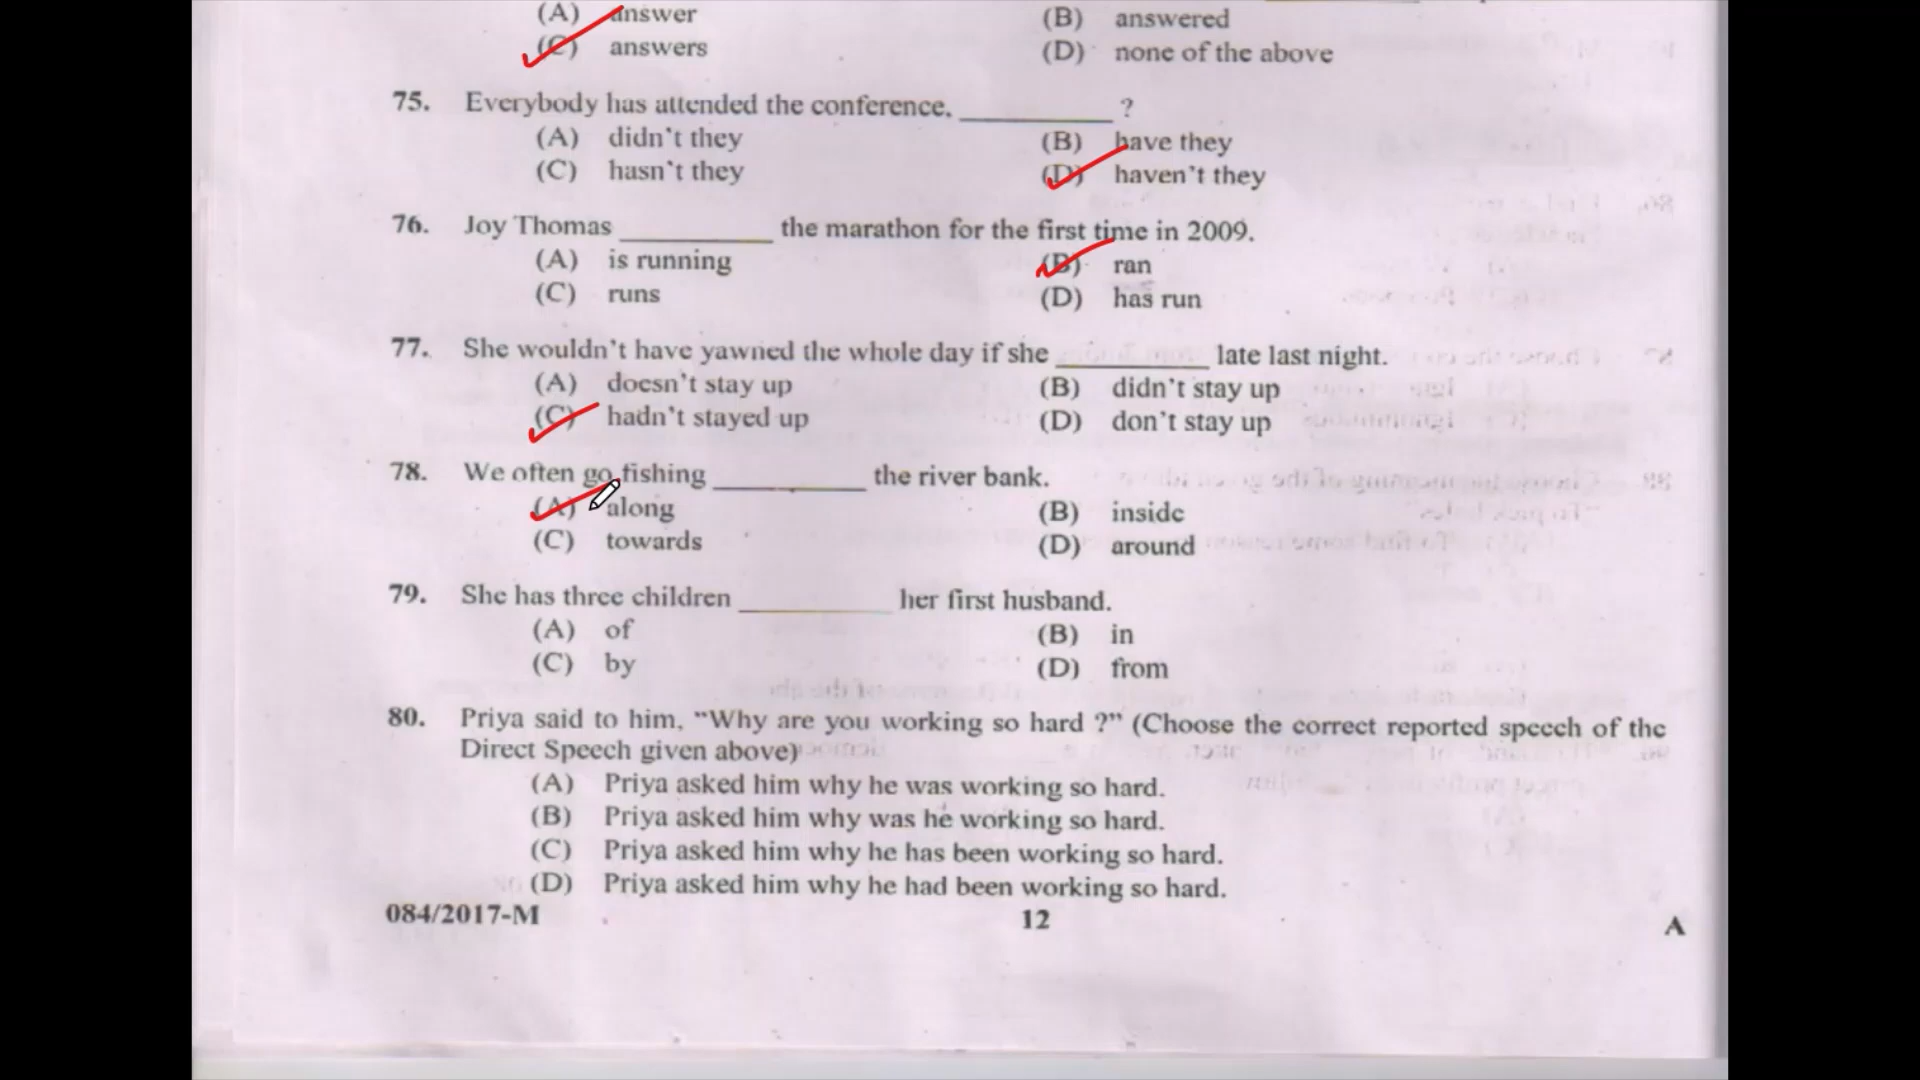 (A) answer (B) answered
(C) answers (D) none of the above
75. Everybody has attended the conference, __________ ?
(A) didn't they (B) have they
(C) hasn't they (D) haven't they
76. Joy Thomas __________ the marathon for the first time in 2009.
(A) is running (B) ran
(C) runs (D) has run
77. She wouldn't have yawned the whole day if she __________ late last night.
(A) doesn't stay up (B) didn't stay up
(C) hadn't stayed up (D) don't stay up
78. We often go fishing __________ the river bank.
(A) along (B) inside
(C) towards (D) around
79. She has three children __________ her first husband.
(A) of (B) in
(C) by (D) from
80. Priya said to him, "Why are you working so hard ?" (Choose the correct reported speech of the
Direct Speech given above)
(A) Priya asked him why he was working so hard.
(B) Priya asked him why was he working so hard.
(C) Priya asked him why he has been working so hard.
(D) Priya asked him why he had been working so hard.
084/2017-M 12 A